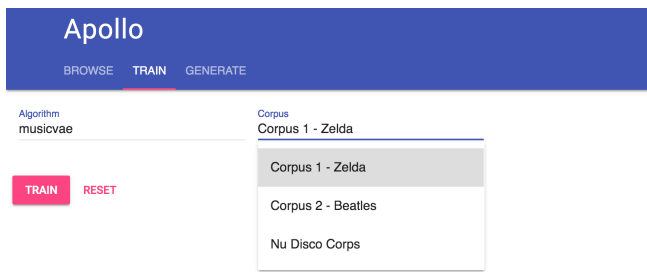 Apollo
BROWSE TRAIN GENERATE
Algorithm Corpus
musicvae Corpus 1 - Zelda
Corpus 1 - Zelda
TRAIN RESET
Corpus 2 - Beatles
Nu Disco Corps